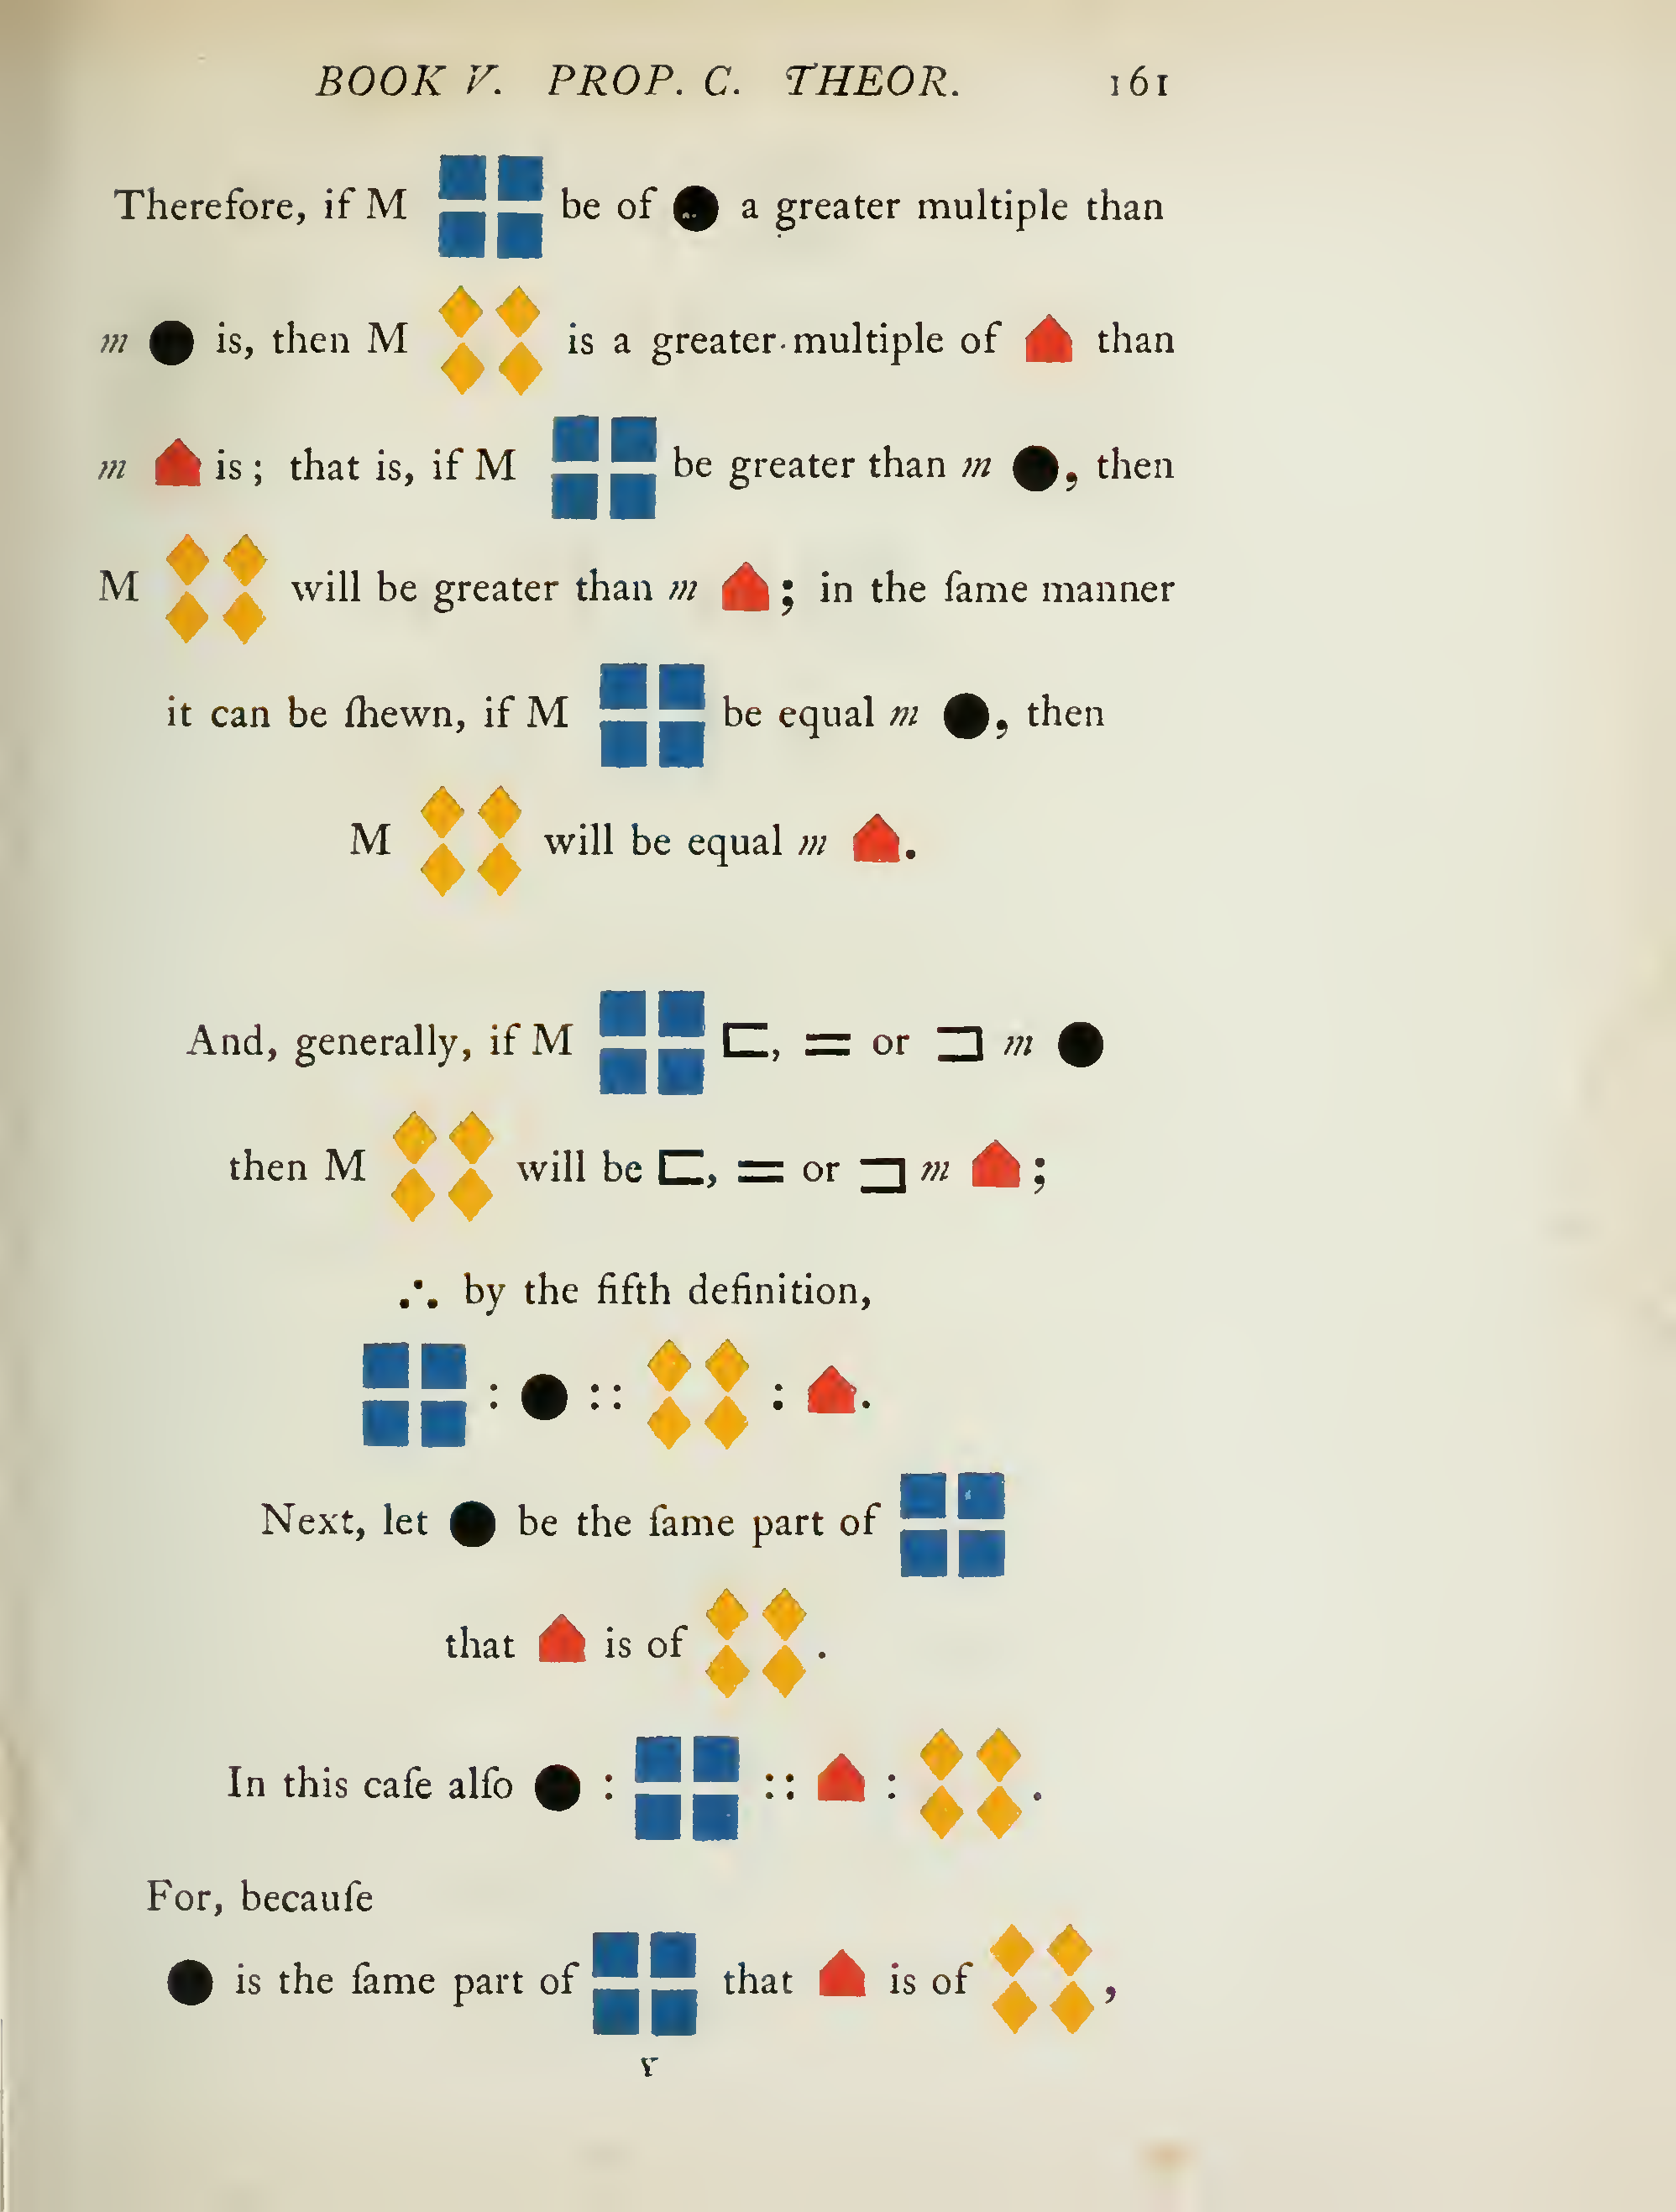 BOOK V. PROP. C. THEOR. 161
Therefore, if M be of a greater multiple than
m is, then M is a greater multiple of than
m is; that is, if M be greater than m , then
M will be greater than m ; in the ſame manner
it can be ſhewn, if M be equal m , then
M will be equal m .
And, generally, if M ⊏, = or ⊐ m
then M will be ⊏, = or ⊐ m ;
∴ by the fifth definition,
: :: : .
Next, let be the ſame part of
that is of .
In this caſe alſo : :: : .
For, becauſe
is the ſame part of that is of ,
Y